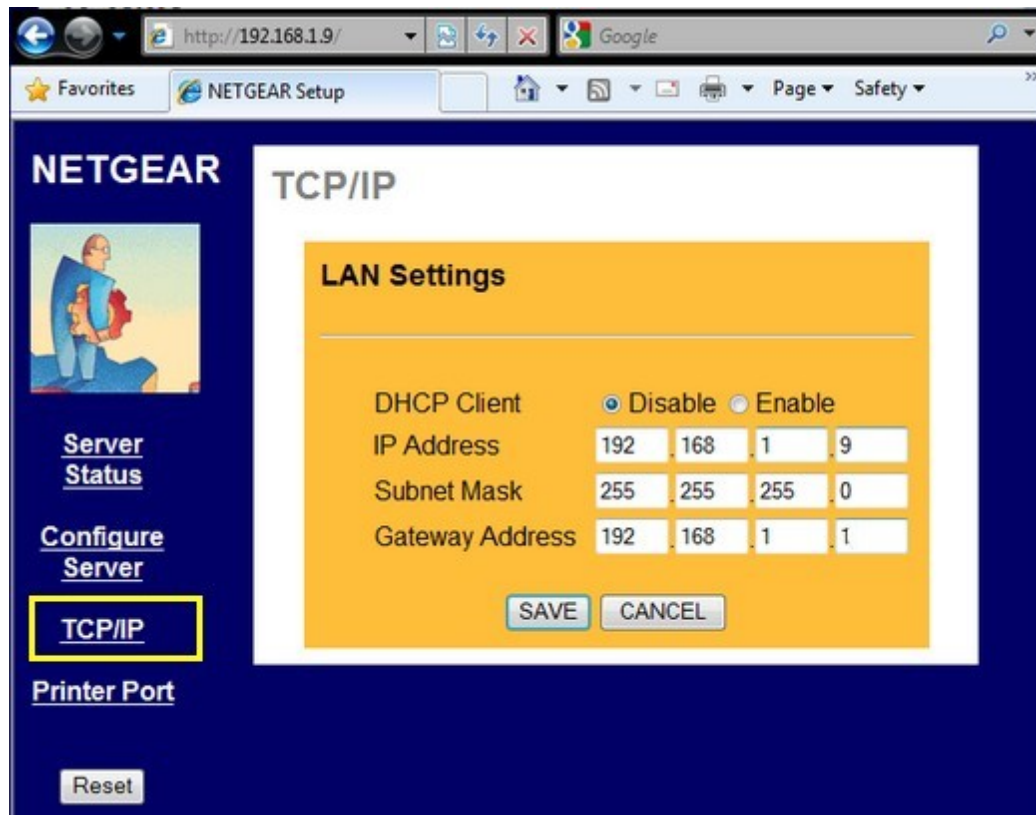 http://192.168.1.9/
Google
Favorites
NETGEAR Setup
Page
Safety
NETGEAR
TCP/IP
LAN Settings
DHCP Client Disable Enable
IP Address 192 . 168 . 1 . 9
Subnet Mask 255 . 255 . 255 . 0
Gateway Address 192 . 168 . 1 . 1
SAVE CANCEL
Server
Status
Configure
Server
TCP/IP
Printer Port
Reset